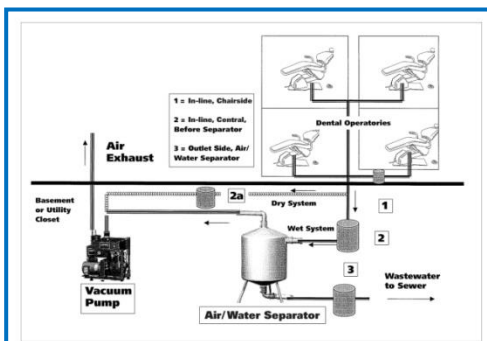 1 = In-line, Chairside
2 = In-line, Central,
Before Separator
3 = Outlet Side, Air/
Water Separator
Dental Operatories
Air
Exhaust
Basement
or Utility
Closet
2a
Dry System
1
Wet System
2
3
Wastewater
to Sewer
Vacuum
Pump
Air/Water Separator